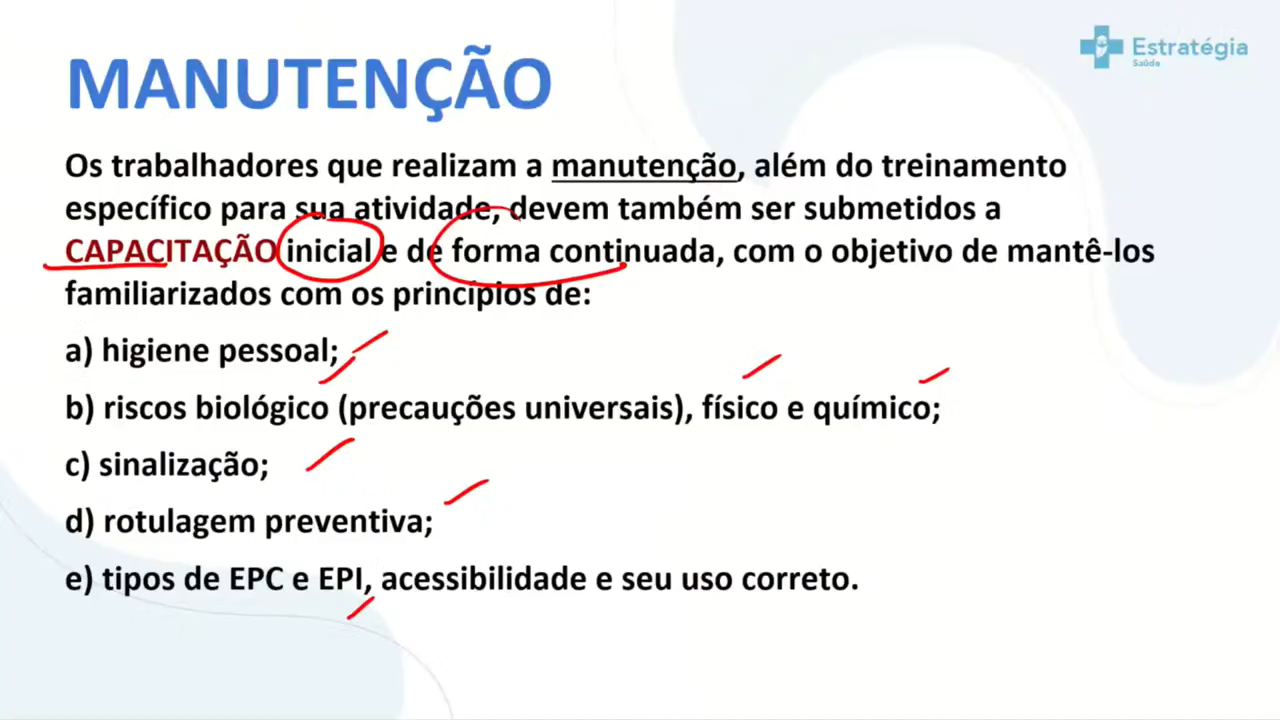 Estratégia
Saúde
MANUTENÇÃO
Os trabalhadores que realizam a manutenção, além do treinamento
específico para sua atividade, devem também ser submetidos a
CAPACITAÇÃO inicial e de forma continuada, com o objetivo de mantê-los
familiarizados com os princípios de:
a) higiene pessoal;
b) riscos biológico (precauções universais), físico e químico;
c) sinalização;
d) rotulagem preventiva;
e) tipos de EPC e EPI, acessibilidade e seu uso correto.